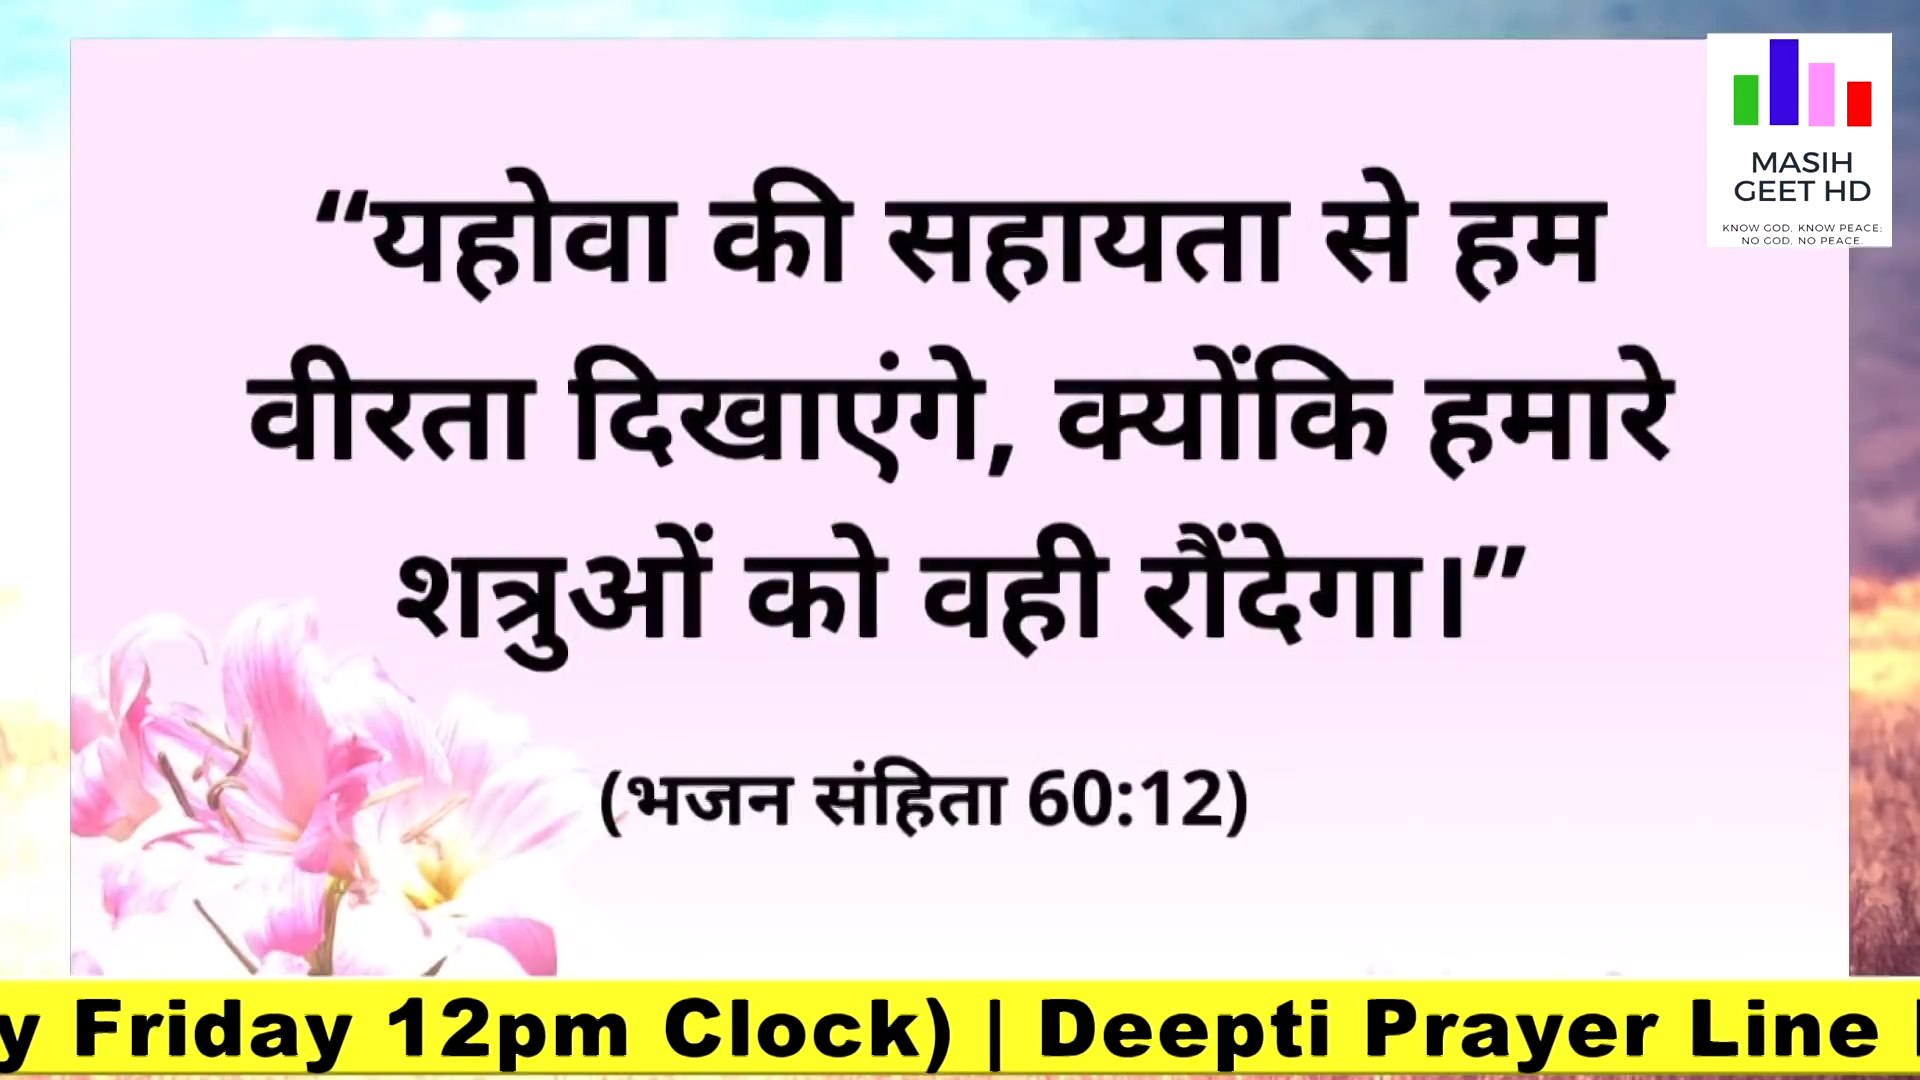 “यहोवा की सहायता से हम
वीरता दिखाएंगे, क्योंकि हमारे
शत्रुओं को वही रौंदेगा।”
(भजन संहिता 60:12)
MASIH
GEET HD
KNOW GOD, KNOW PEACE;
NO GOD, NO PEACE.
y Friday 12pm Clock) | Deepti Prayer Line